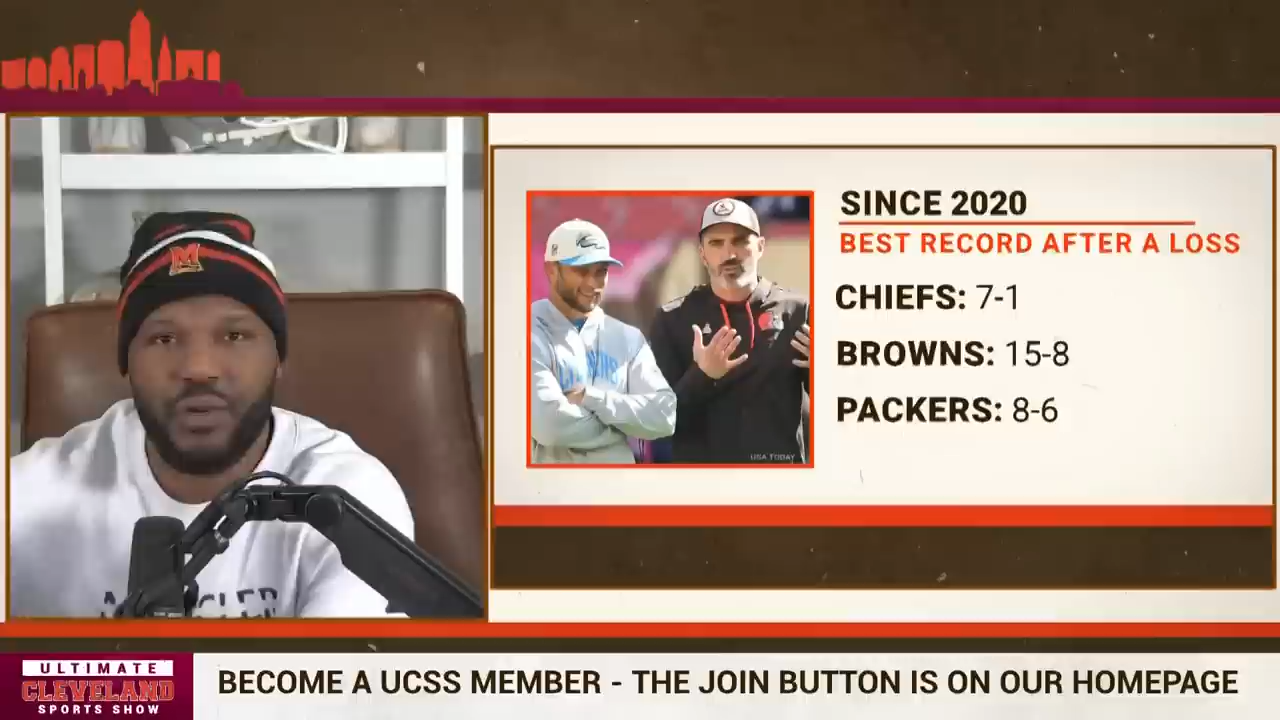 M
SINCE 2020
BEST RECORD AFTER A LOSS
CHIEFS: 7-1
BROWNS: 15-8
PACKERS: 8-6
USA TODAY
ULTIMATE
CLEVELAND
SPORTS SHOW
BECOME A UCSS MEMBER - THE JOIN BUTTON IS ON OUR HOMEPAGE